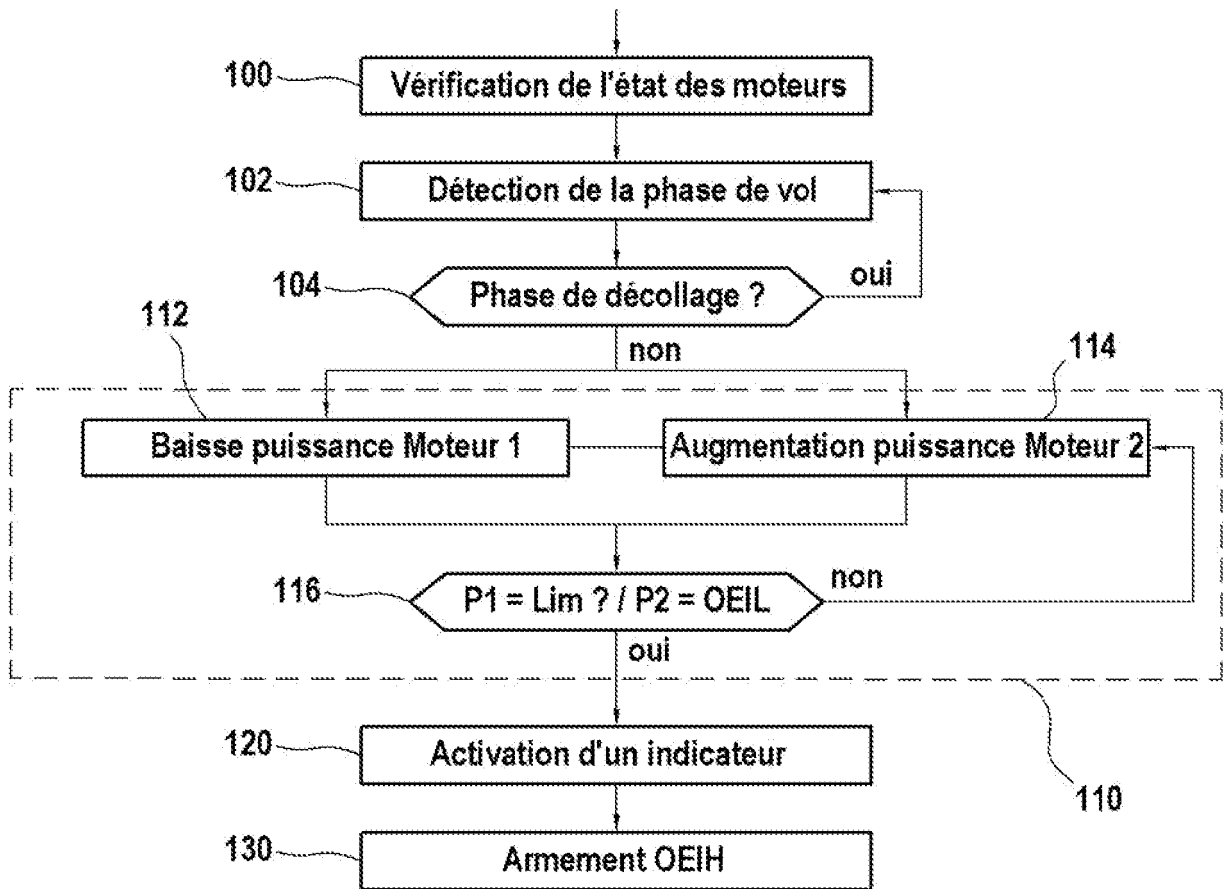 100
Vérification de l'état des moteurs
102
Détection de la phase de vol
104
Phase de décollage ?
oui
112
non
114
Baisse puissance Moteur 1
Augmentation puissance Moteur 2
116
P1 = Lim ? / P2 = OEIL
non
oui
120
Activation d'un indicateur
110
130
Armement OEIH